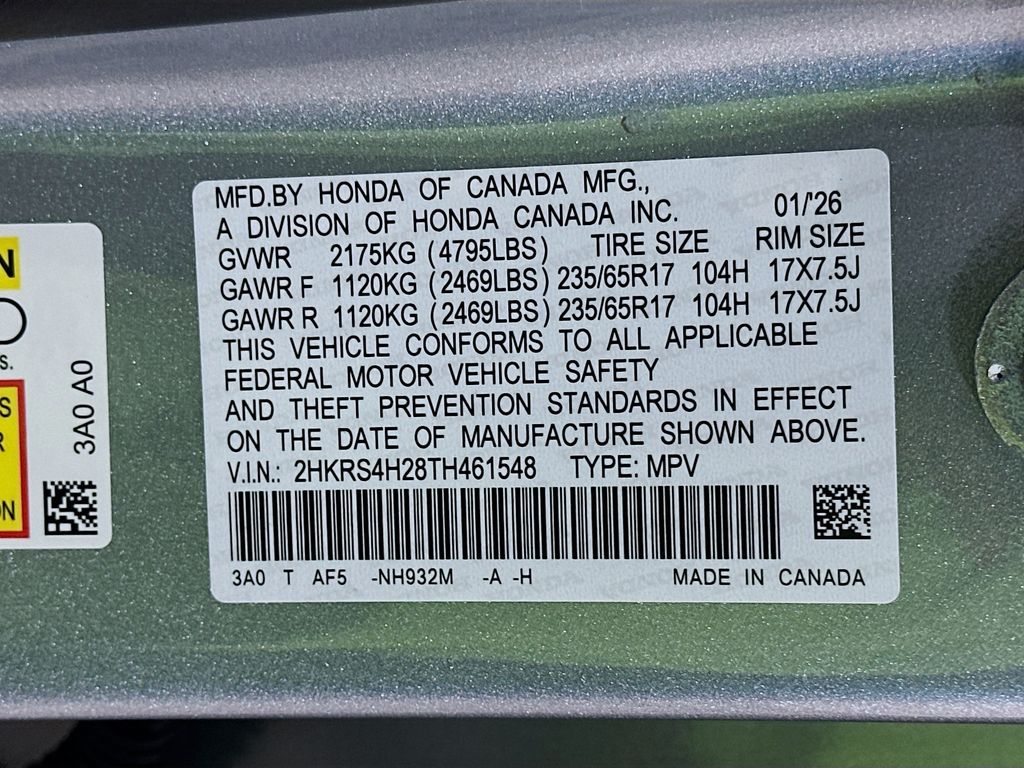 N
S.
S
R
ON
3A0 A0
MFD.BY HONDA OF CANADA MFG.,
A DIVISION OF HONDA CANADA INC. 01/'26
GVWR 2175KG (4795LBS) TIRE SIZE RIM SIZE
GAWR F 1120KG (2469LBS) 235/65R17 104H 17X7.5J
GAWR R 1120KG (2469LBS) 235/65R17 104H 17X7.5J
THIS VEHICLE CONFORMS TO ALL APPLICABLE
FEDERAL MOTOR VEHICLE SAFETY
AND THEFT PREVENTION STANDARDS IN EFFECT
ON THE DATE OF MANUFACTURE SHOWN ABOVE.
V.I.N.: 2HKRS4H28TH461548 TYPE: MPV
3A0 T AF5 -NH932M -A -H MADE IN CANADA